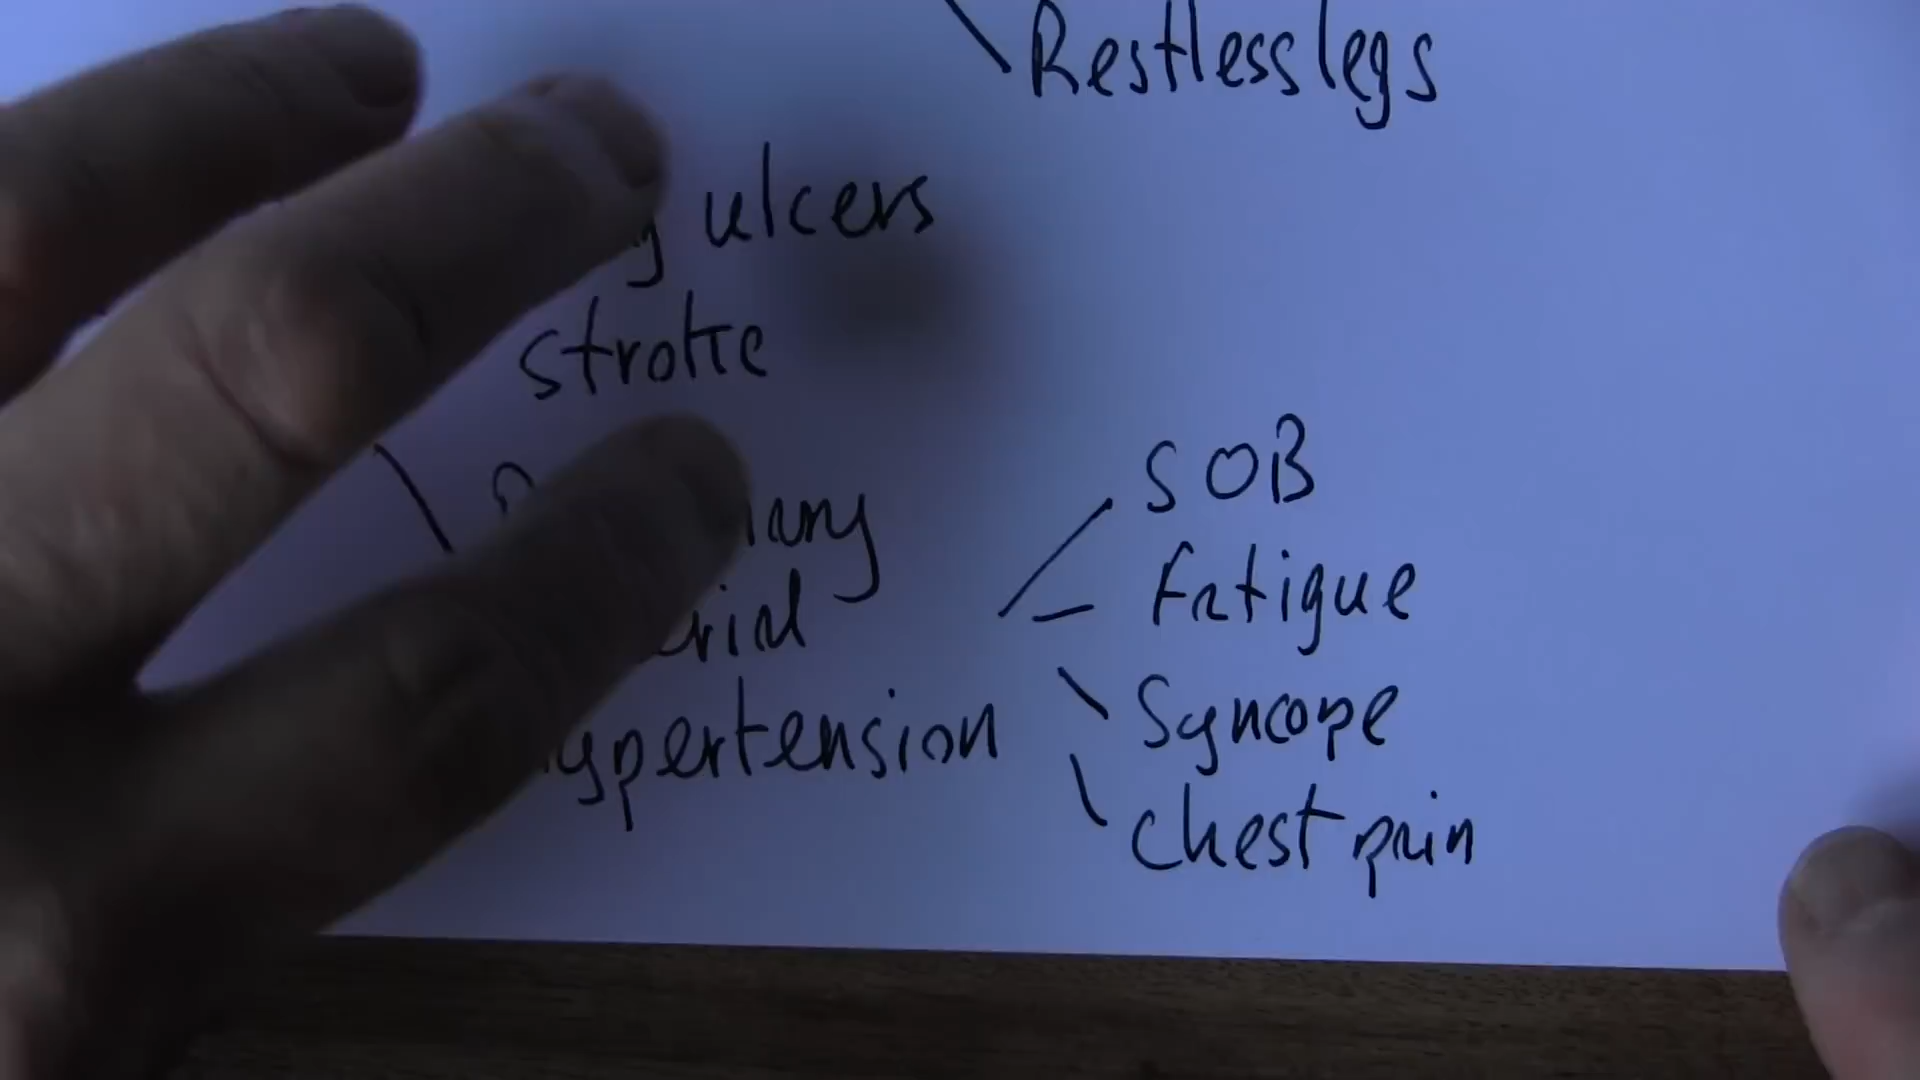 Restless legs
ulcers
stroke
SOB
Fatigue
hypertension
Syncope
Chest pain